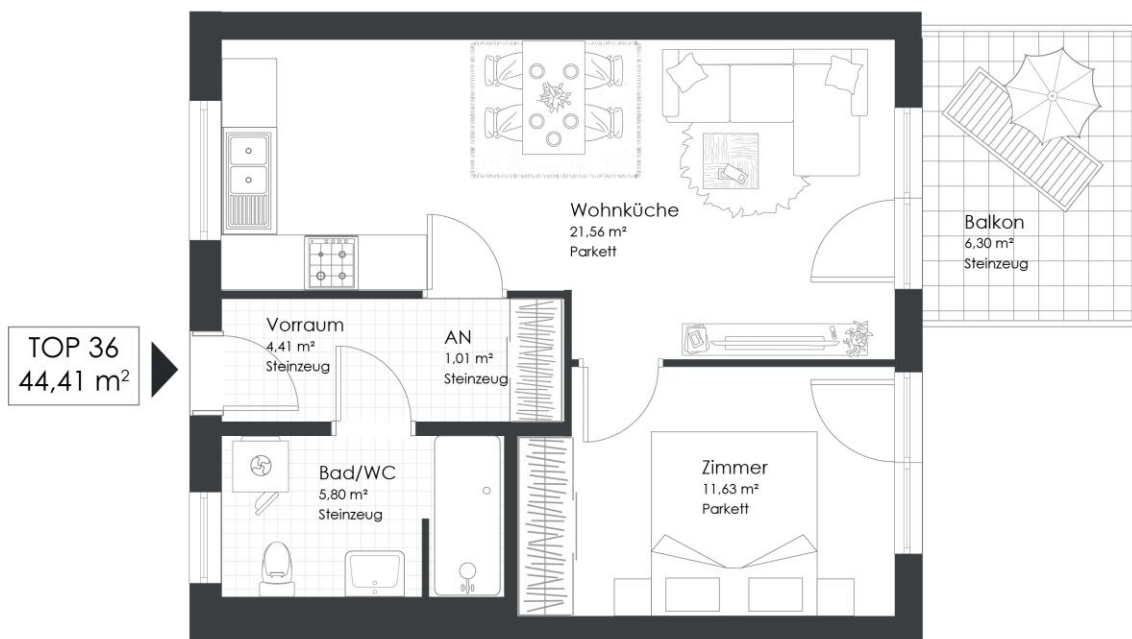 Wohnküche
21,56 m²
Parkett
Balkon
6,30 m²
Steinzeug
TOP 36
44,41 m²
Vorraum
4,41 m²
Steinzeug
AN
1,01 m²
Steinzeug
Bad/WC
5,80 m²
Steinzeug
Zimmer
11,63 m²
Parkett